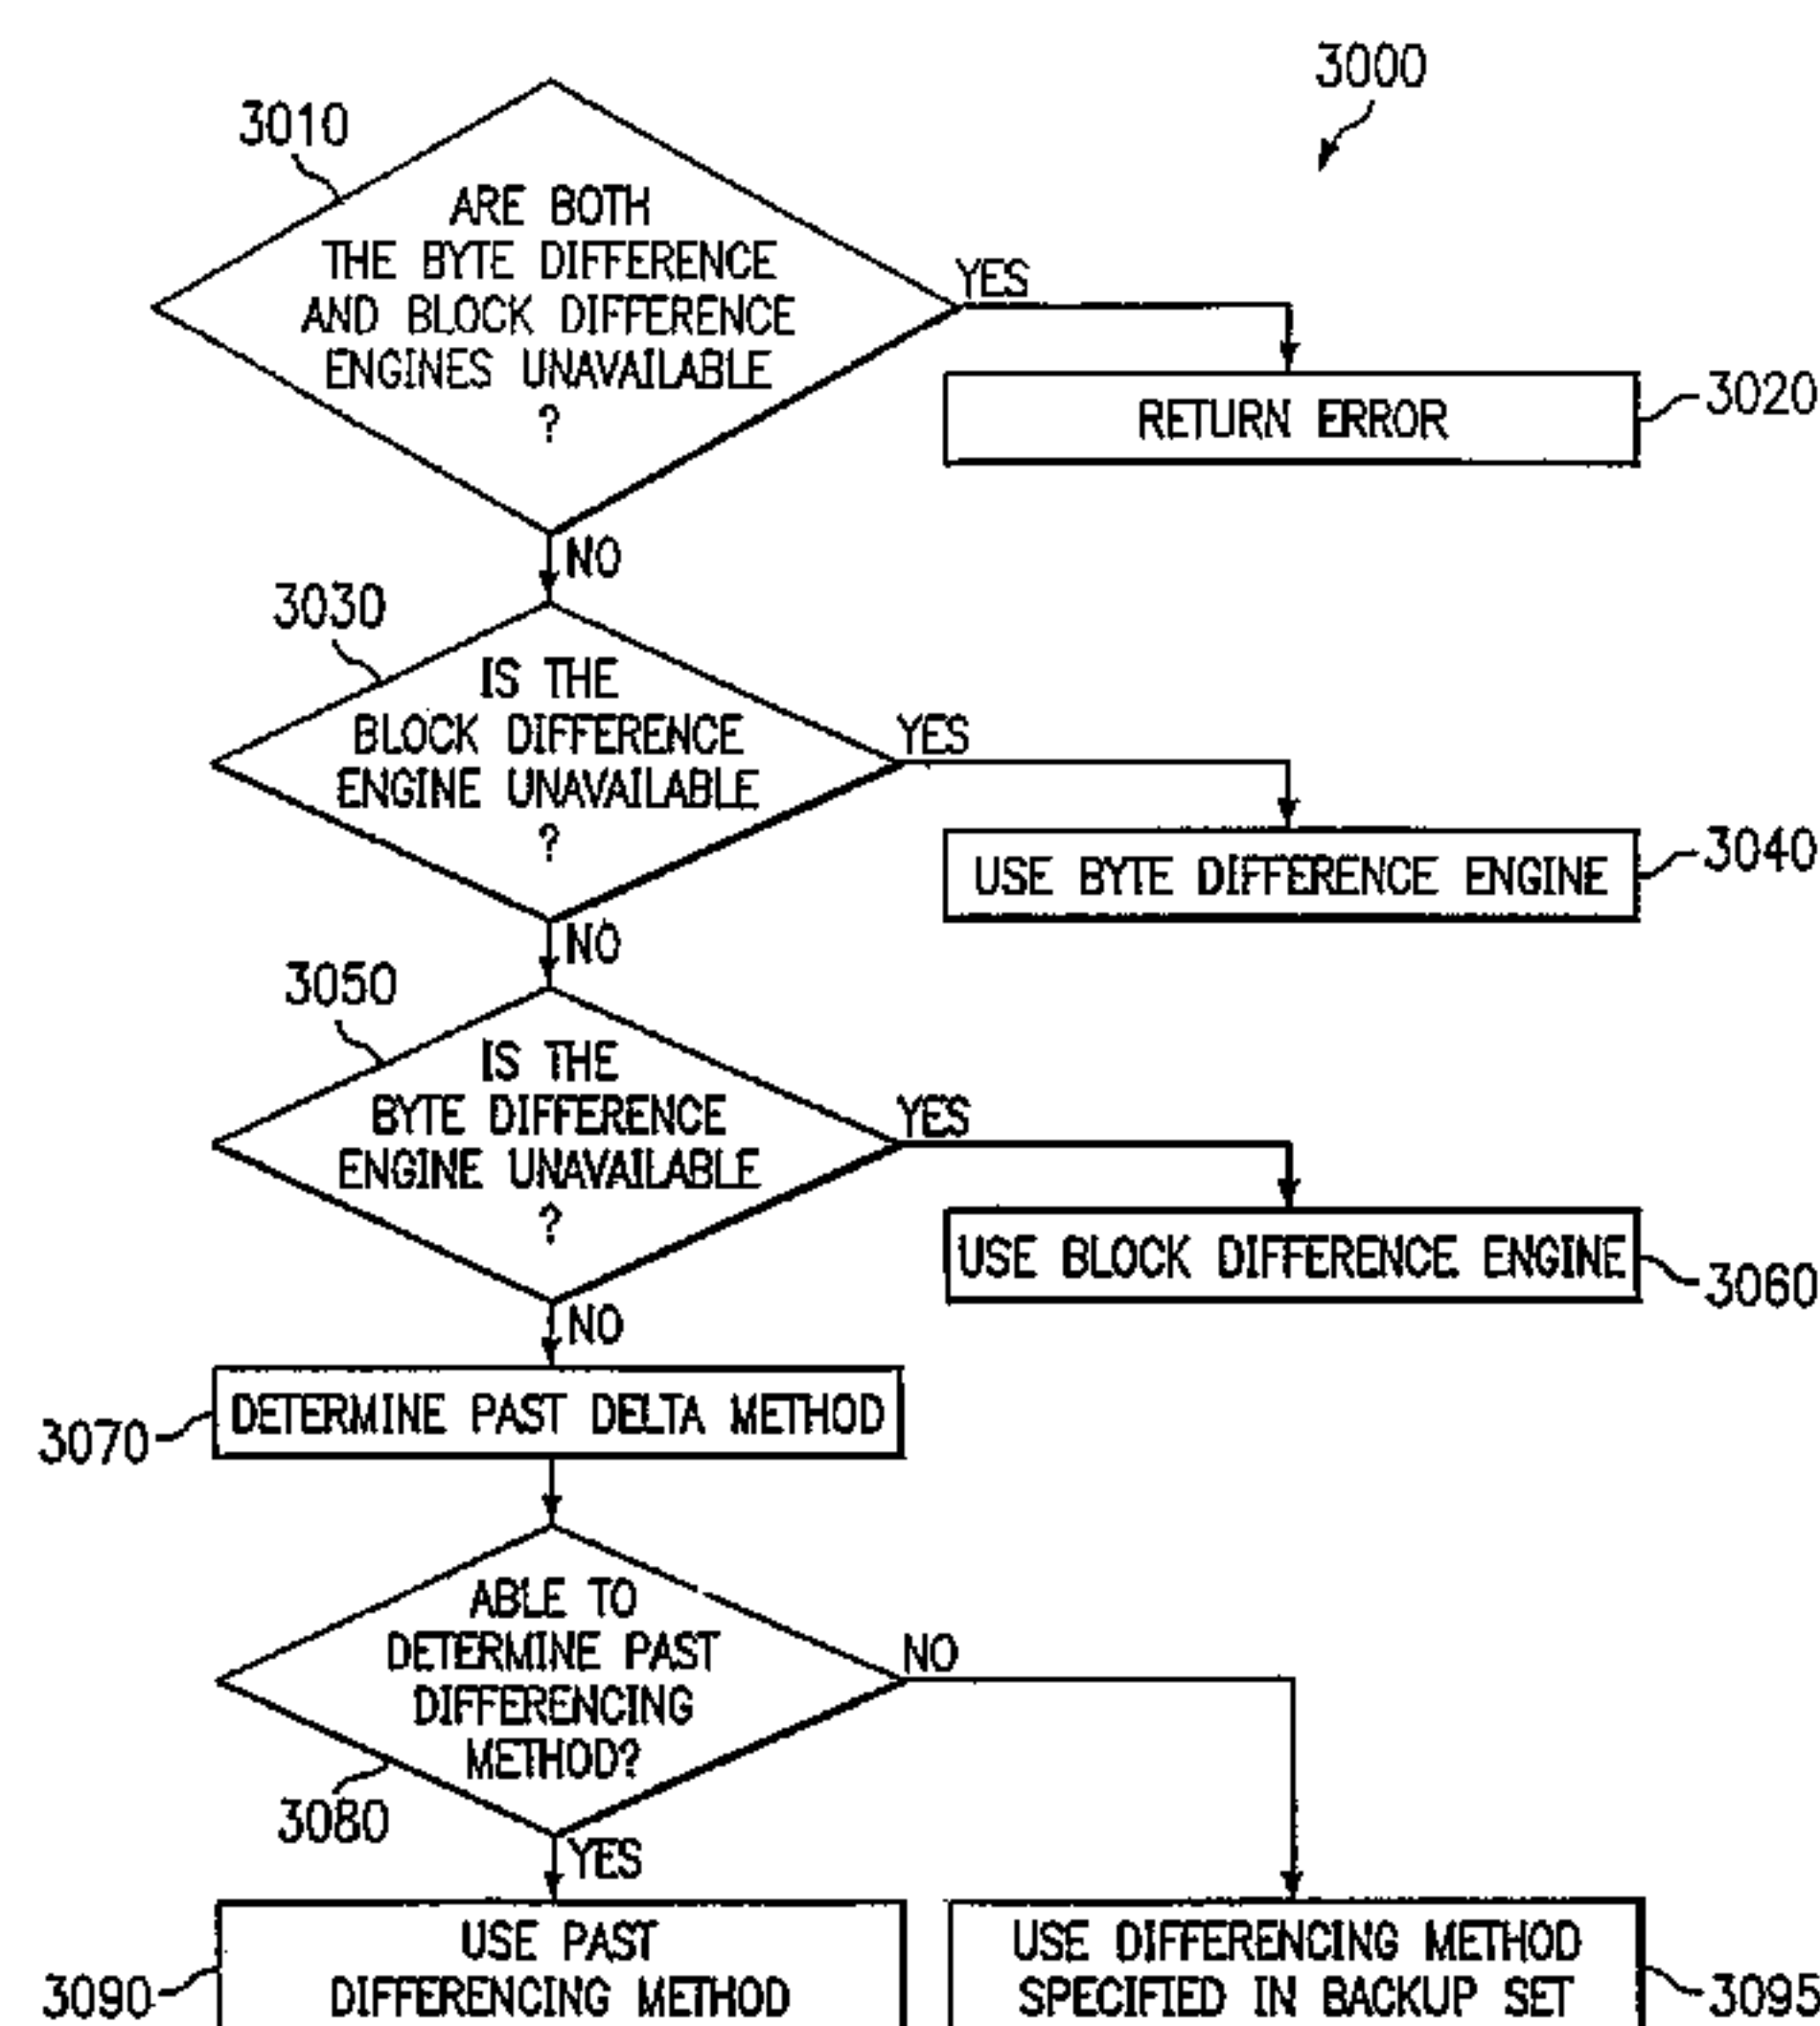 3000
3010
ARE BOTH
THE BYTE DIFFERENCE
AND BLOCK DIFFERENCE
ENGINES UNAVAILABLE
?
YES
RETURN ERROR
3020
NO
3030
IS THE
BLOCK DIFFERENCE
ENGINE UNAVAILABLE
?
YES
USE BYTE DIFFERENCE ENGINE
3040
NO
3050
IS THE
BYTE DIFFERENCE
ENGINE UNAVAILABLE
?
YES
USE BLOCK DIFFERENCE ENGINE
3060
NO
DETERMINE PAST DELTA METHOD
3070
ABLE TO
DETERMINE PAST
DIFFERENCING
METHOD?
NO
3080
YES
USE PAST
DIFFERENCING METHOD
3090
USE DIFFERENCING METHOD
SPECIFIED IN BACKUP SET
3095